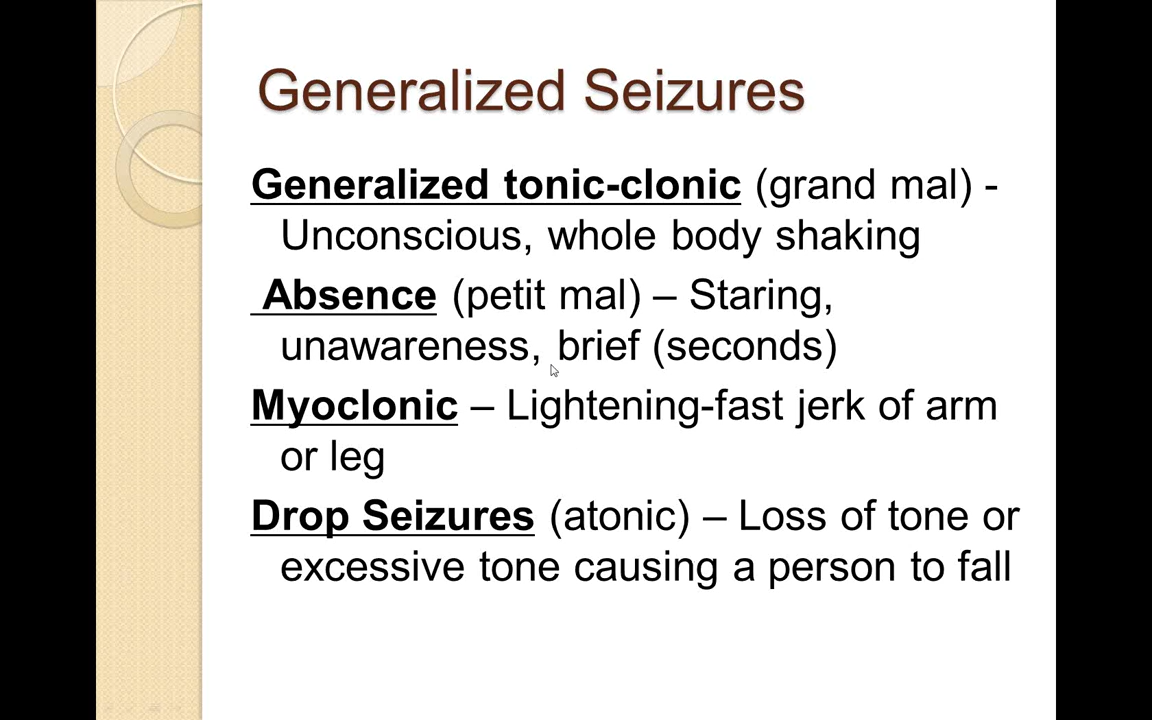 Generalized Seizures
Generalized tonic-clonic (grand mal) -
Unconscious, whole body shaking
Absence (petit mal) – Staring,
unawareness, brief (seconds)
Myoclonic – Lightening-fast jerk of arm
or leg
Drop Seizures (atonic) – Loss of tone or
excessive tone causing a person to fall